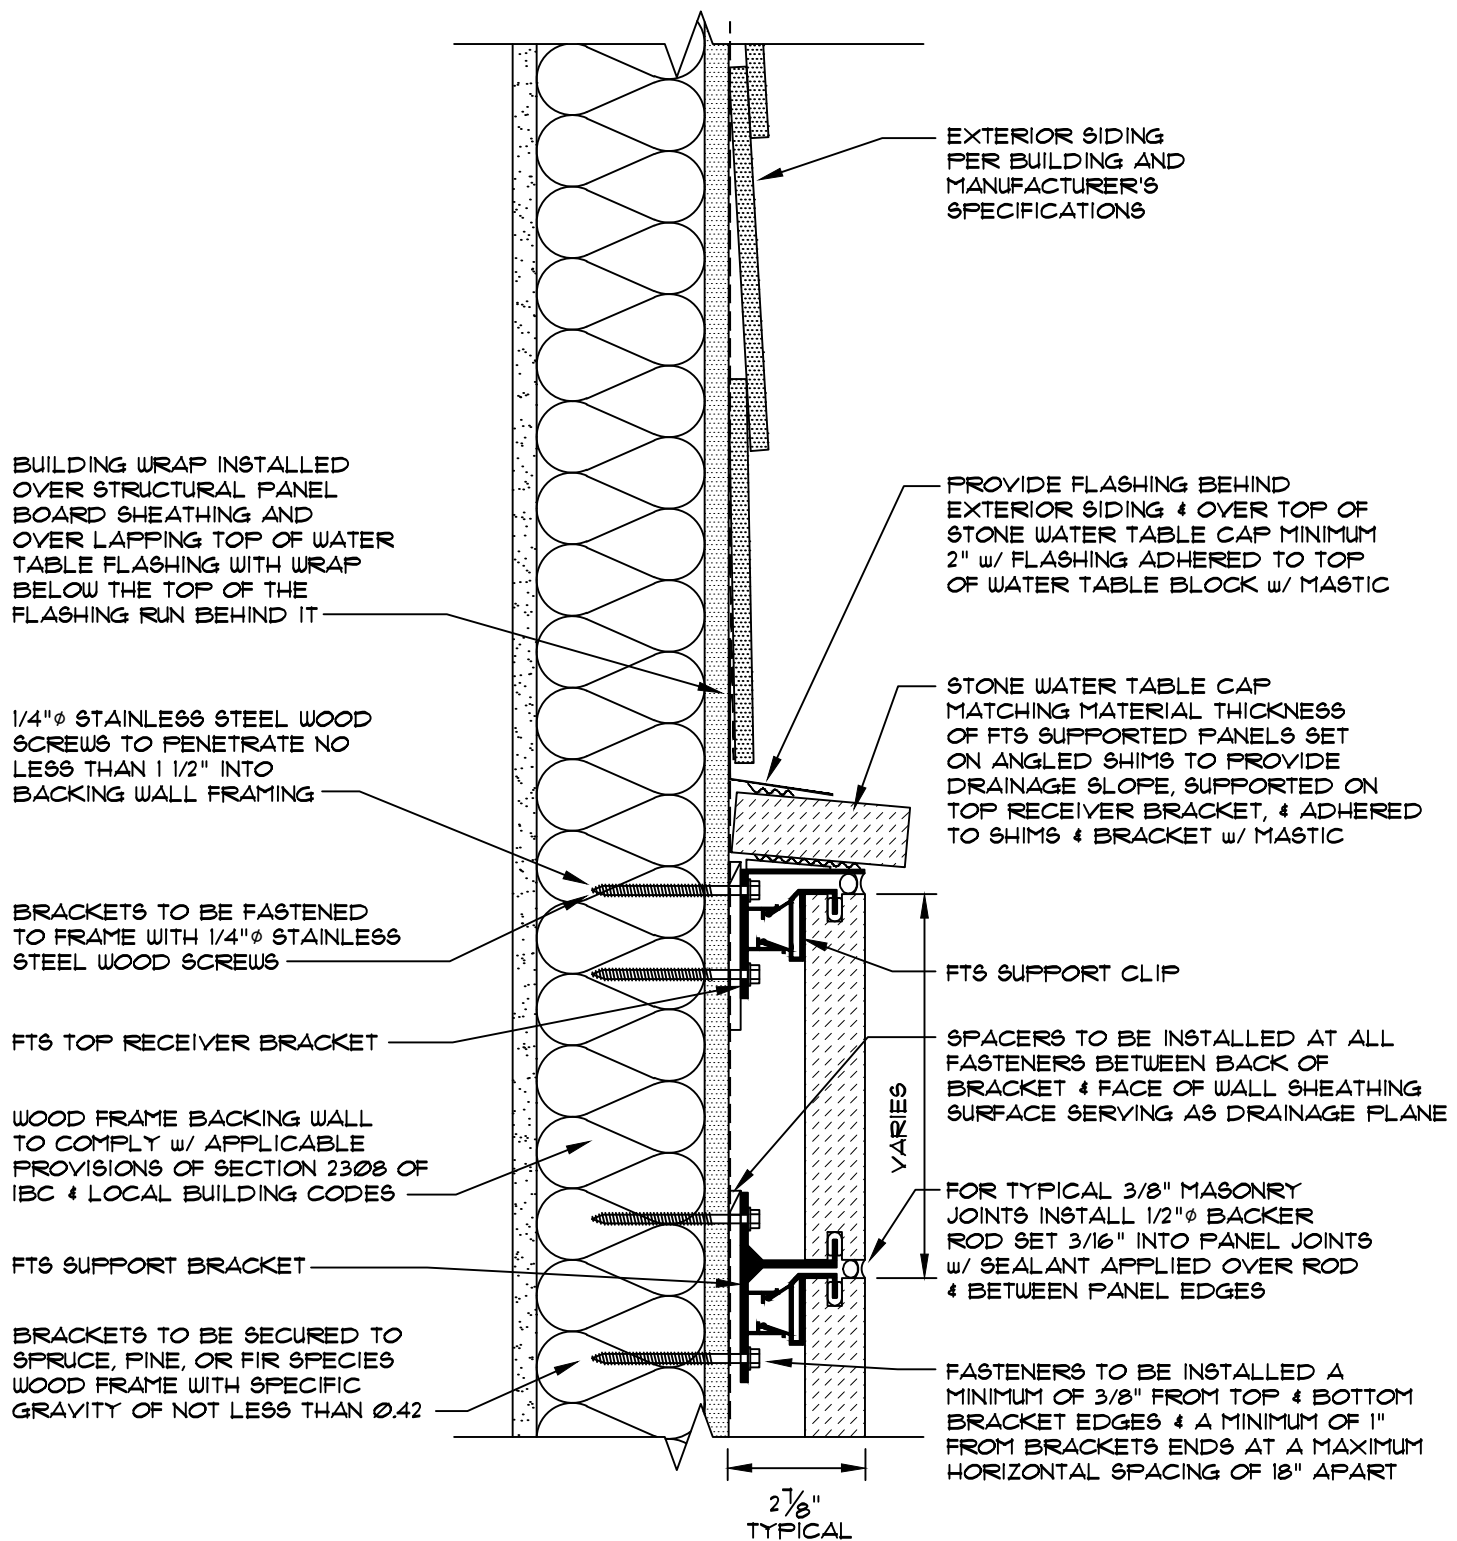 EXTERIOR SIDING
PER BUILDING AND
MANUFACTURER'S
SPECIFICATIONS
BUILDING WRAP INSTALLED
OVER STRUCTURAL PANEL
BOARD SHEATHING AND
OVER LAPPING TOP OF WATER
TABLE FLASHING WITH WRAP
BELOW THE TOP OF THE
FLASHING RUN BEHIND IT
PROVIDE FLASHING BEHIND
EXTERIOR SIDING & OVER TOP OF
STONE WATER TABLE CAP MINIMUM
2" w/ FLASHING ADHERED TO TOP
OF WATER TABLE BLOCK w/ MASTIC
1/4"Ø STAINLESS STEEL WOOD
SCREWS TO PENETRATE NO
LESS THAN 1 1/2" INTO
BACKING WALL FRAMING
STONE WATER TABLE CAP
MATCHING MATERIAL THICKNESS
OF FTS SUPPORTED PANELS SET
ON ANGLED SHIMS TO PROVIDE
DRAINAGE SLOPE, SUPPORTED ON
TOP RECEIVER BRACKET, & ADHERED
TO SHIMS & BRACKET w/ MASTIC
BRACKETS TO BE FASTENED
TO FRAME WITH 1/4"Ø STAINLESS
STEEL WOOD SCREWS
FTS SUPPORT CLIP
FTS TOP RECEIVER BRACKET
SPACERS TO BE INSTALLED AT ALL
FASTENERS BETWEEN BACK OF
BRACKET & FACE OF WALL SHEATHING
SURFACE SERVING AS DRAINAGE PLANE
VARIES
WOOD FRAME BACKING WALL
TO COMPLY w/ APPLICABLE
PROVISIONS OF SECTION 2308 OF
IBC & LOCAL BUILDING CODES
FOR TYPICAL 3/8" MASONRY
JOINTS INSTALL 1/2"Ø BACKER
ROD SET 3/16" INTO PANEL JOINTS
w/ SEALANT APPLIED OVER ROD
& BETWEEN PANEL EDGES
FTS SUPPORT BRACKET
BRACKETS TO BE SECURED TO
SPRUCE, PINE, OR FIR SPECIES
WOOD FRAME WITH SPECIFIC
GRAVITY OF NOT LESS THAN 0.42
FASTENERS TO BE INSTALLED A
MINIMUM OF 3/8" FROM TOP & BOTTOM
BRACKET EDGES & A MINIMUM OF 1"
FROM BRACKETS ENDS AT A MAXIMUM
HORIZONTAL SPACING OF 18" APART
2 7/8"
TYPICAL